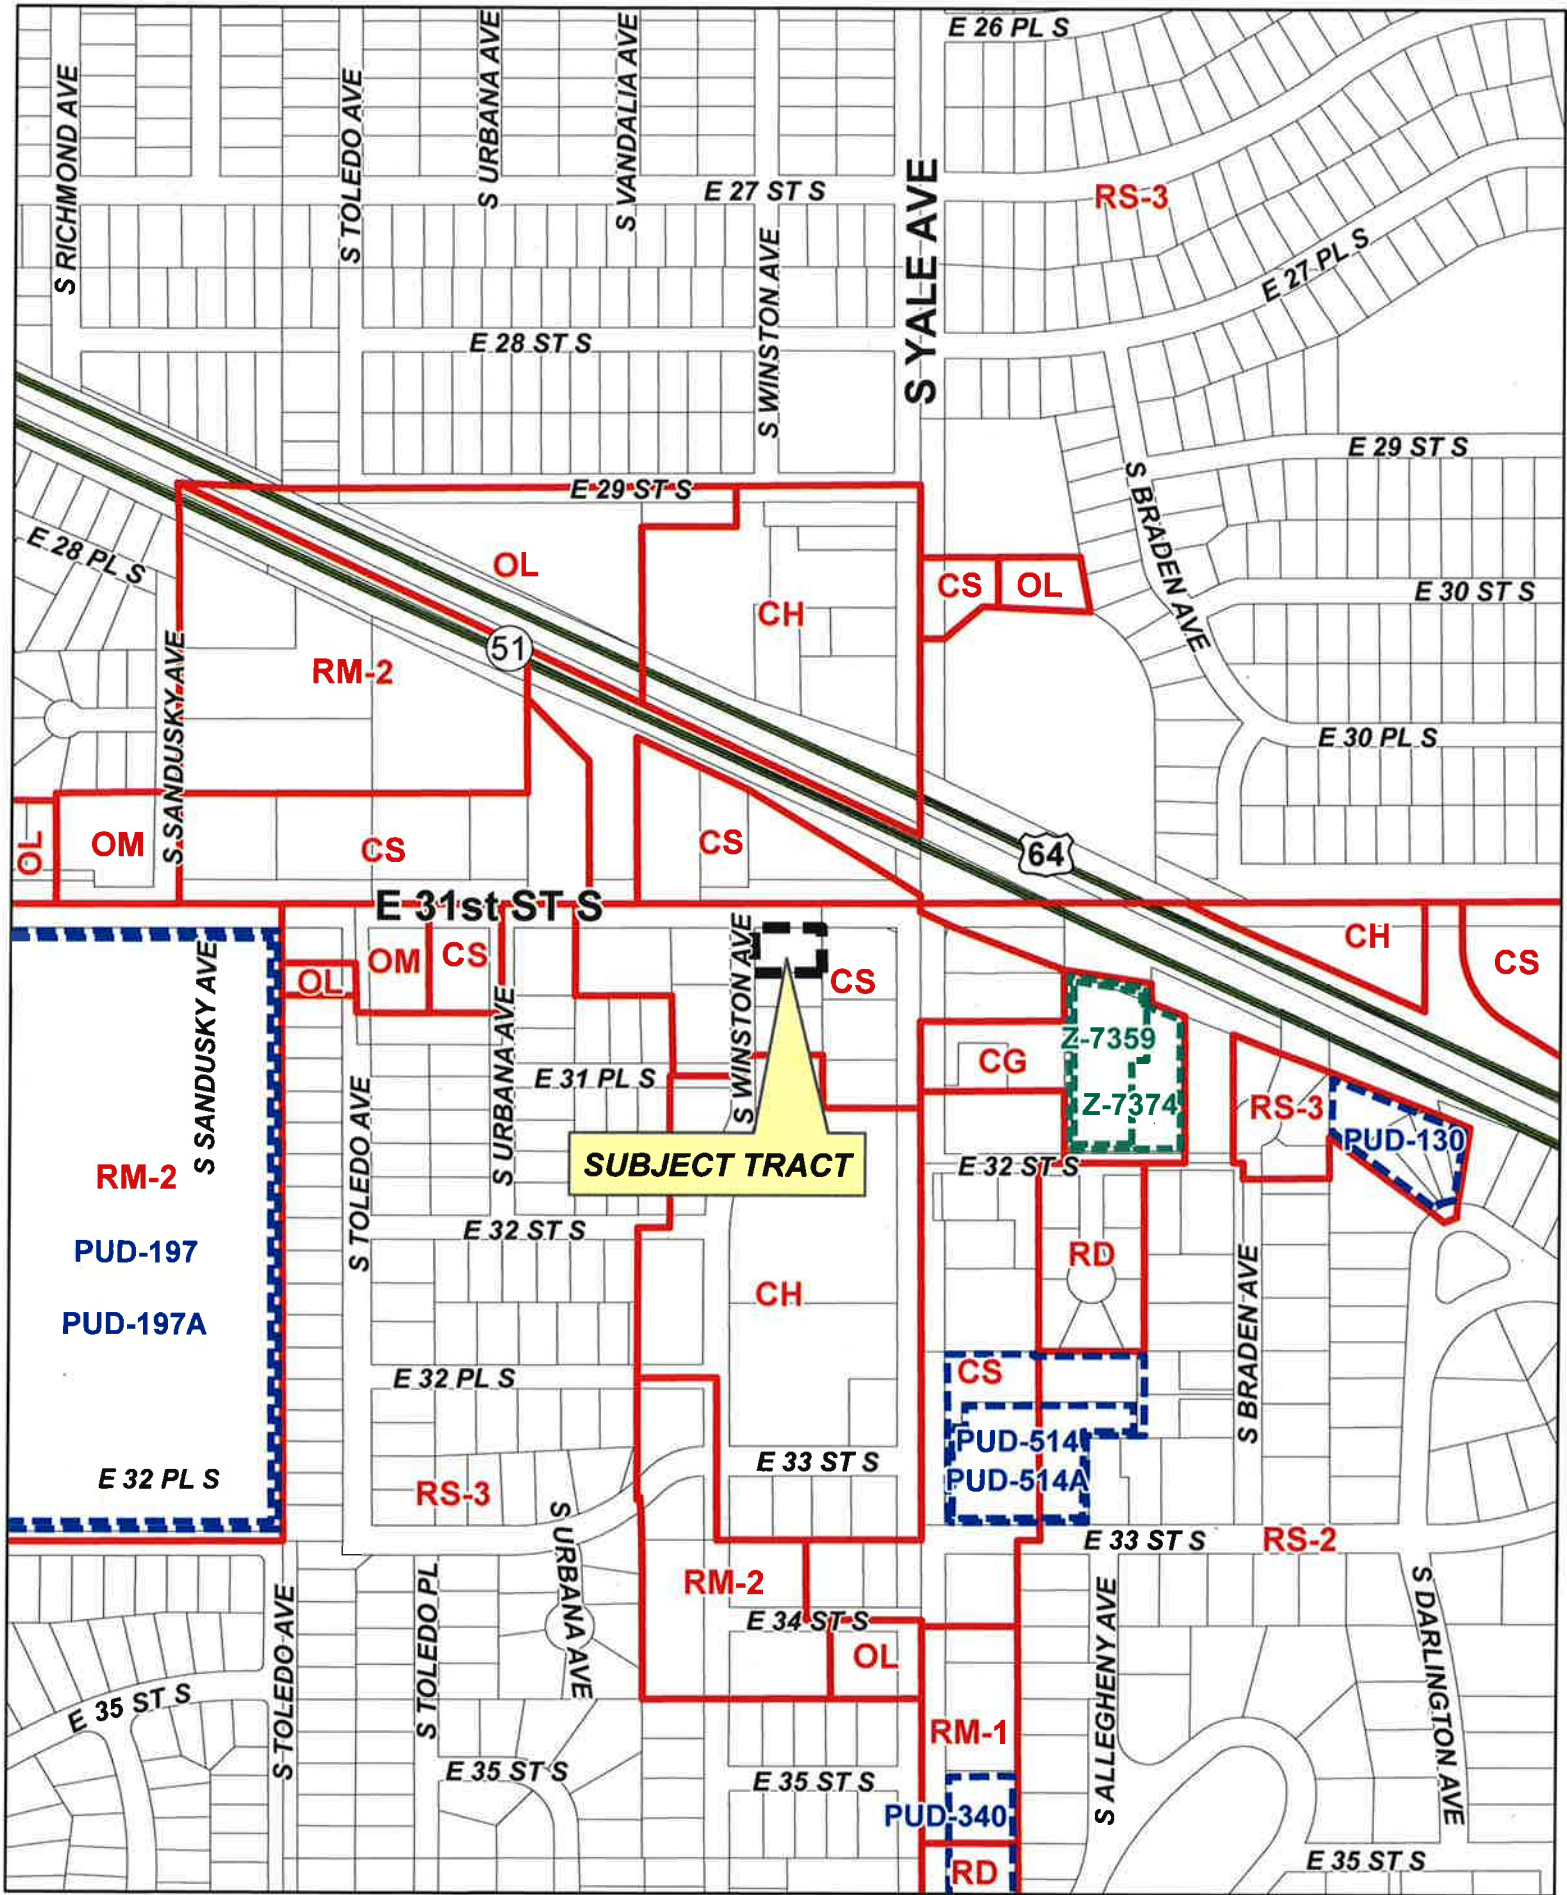 E 26 PL S
S RICHMOND AVE
S TOLEDO AVE
S URBANA AVE
S VANDALIA AVE
E 27 ST S
S WINSTON AVE
S YALE AVE
RS-3
E 27 PL S
E 28 ST S
E 29 ST S
E 29 ST S
S BRADEN AVE
E 28 PL S
OL
CH
CS
OL
E 30 ST S
51
RM-2
S SANDUSKY AVE
E 30 PL S
OL
OM
CS
CS
64
E 31st ST S
CH
CS
S SANDUSKY AVE
OL
OM
CS
S URBANA AVE
S WINSTON AVE
CS
Z-7359
CG
Z-7374
E 31 PL S
S TOLEDO AVE
RS-3
PUD-130
SUBJECT TRACT
E 32 ST S
RM-2
E 32 ST S
PUD-197
RD
CH
PUD-197A
S BRADEN AVE
E 32 PL S
CS
PUD-514
PUD-514A
E 33 ST S
E 32 PL S
RS-3
S URBANA AVE
E 33 ST S
RS-2
RM-2
S TOLEDO AVE
S TOLEDO PL
E 34 ST S
OL
S ALLEGHENY AVE
S DARLINGTON AVE
E 35 ST S
RM-1
E 35 ST S
E 35 ST S
PUD-340
RD
E 35 ST S